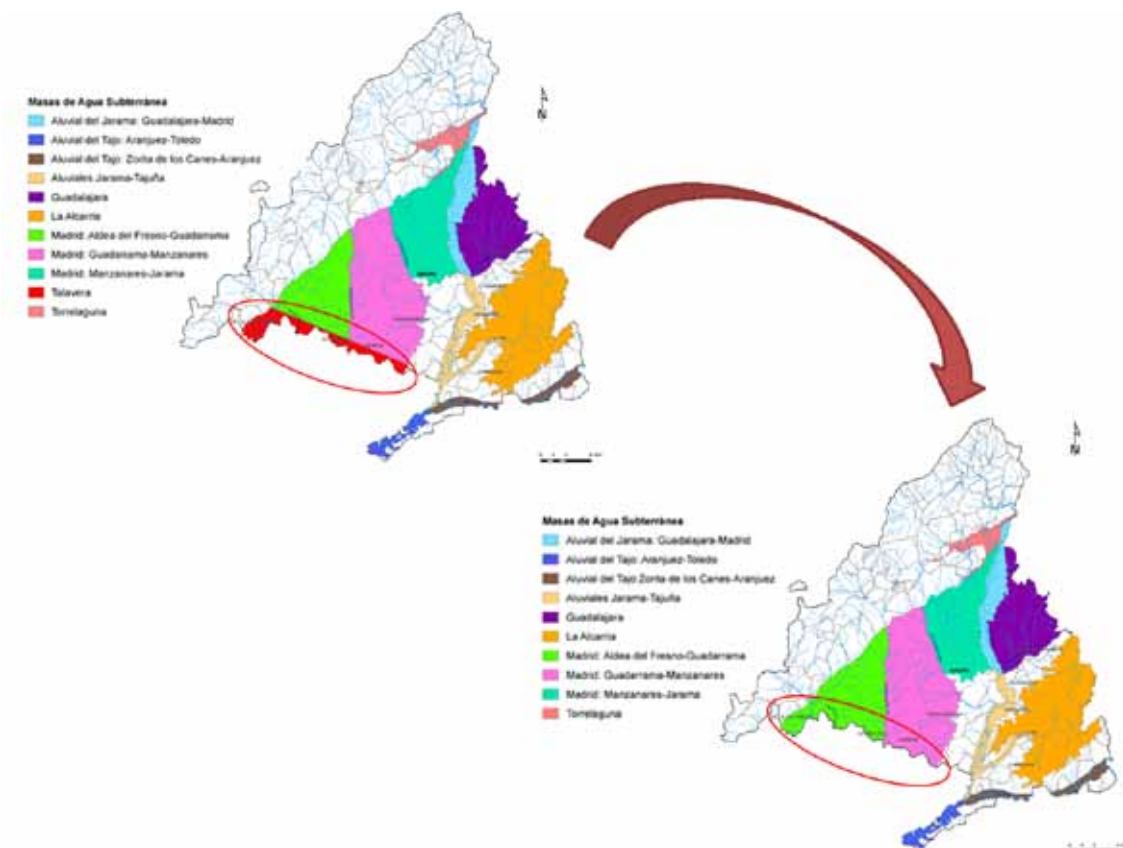 Masas de Agua Subterránea
Aluvial del Jarama: Guadalajara-Madrid
Aluvial del Tajo: Aranjuez-Toledo
Aluvial del Tajo: Zorita de los Canes-Aranjuez
Aluviales Jarama-Tajuña
Guadalajara
La Alcarria
Madrid: Aldea del Fresno-Guadarrama
Madrid: Guadarrama-Manzanares
Madrid: Manzanares-Jarama
Talavera
Torrelaguna
N
Masas de Agua Subterránea
Aluvial del Jarama: Guadalajara-Madrid
Aluvial del Tajo: Aranjuez-Toledo
Aluvial del Tajo Zorita de los Canes-Aranjuez
Aluviales Jarama-Tajuña
Guadalajara
La Alcarria
Madrid: Aldea del Fresno-Guadarrama
Madrid: Guadarrama-Manzanares
Madrid: Manzanares-Jarama
Torrelaguna
N